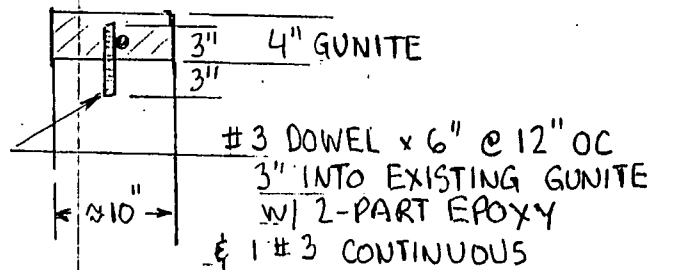 3" 4" GUNITE
3"
#3 DOWEL x 6" @ 12" OC
3" INTO EXISTING GUNITE
W/ 2-PART EPOXY
≈10"
& 1 #3 CONTINUOUS